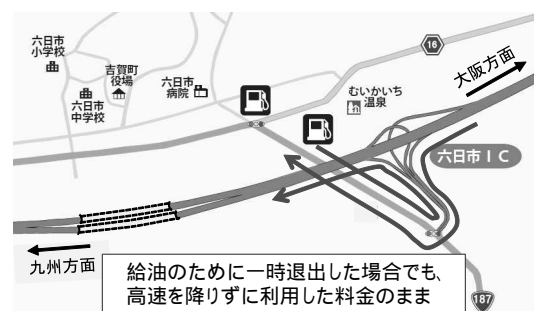 六日市
小学校
吉賀町
役場
六日市
中学校
六日市
病院
16
むいかいち
温泉
大阪方面
六日市IC
九州方面
給油のために一時退出した場合でも、
高速を降りずに利用した料金のまま
187